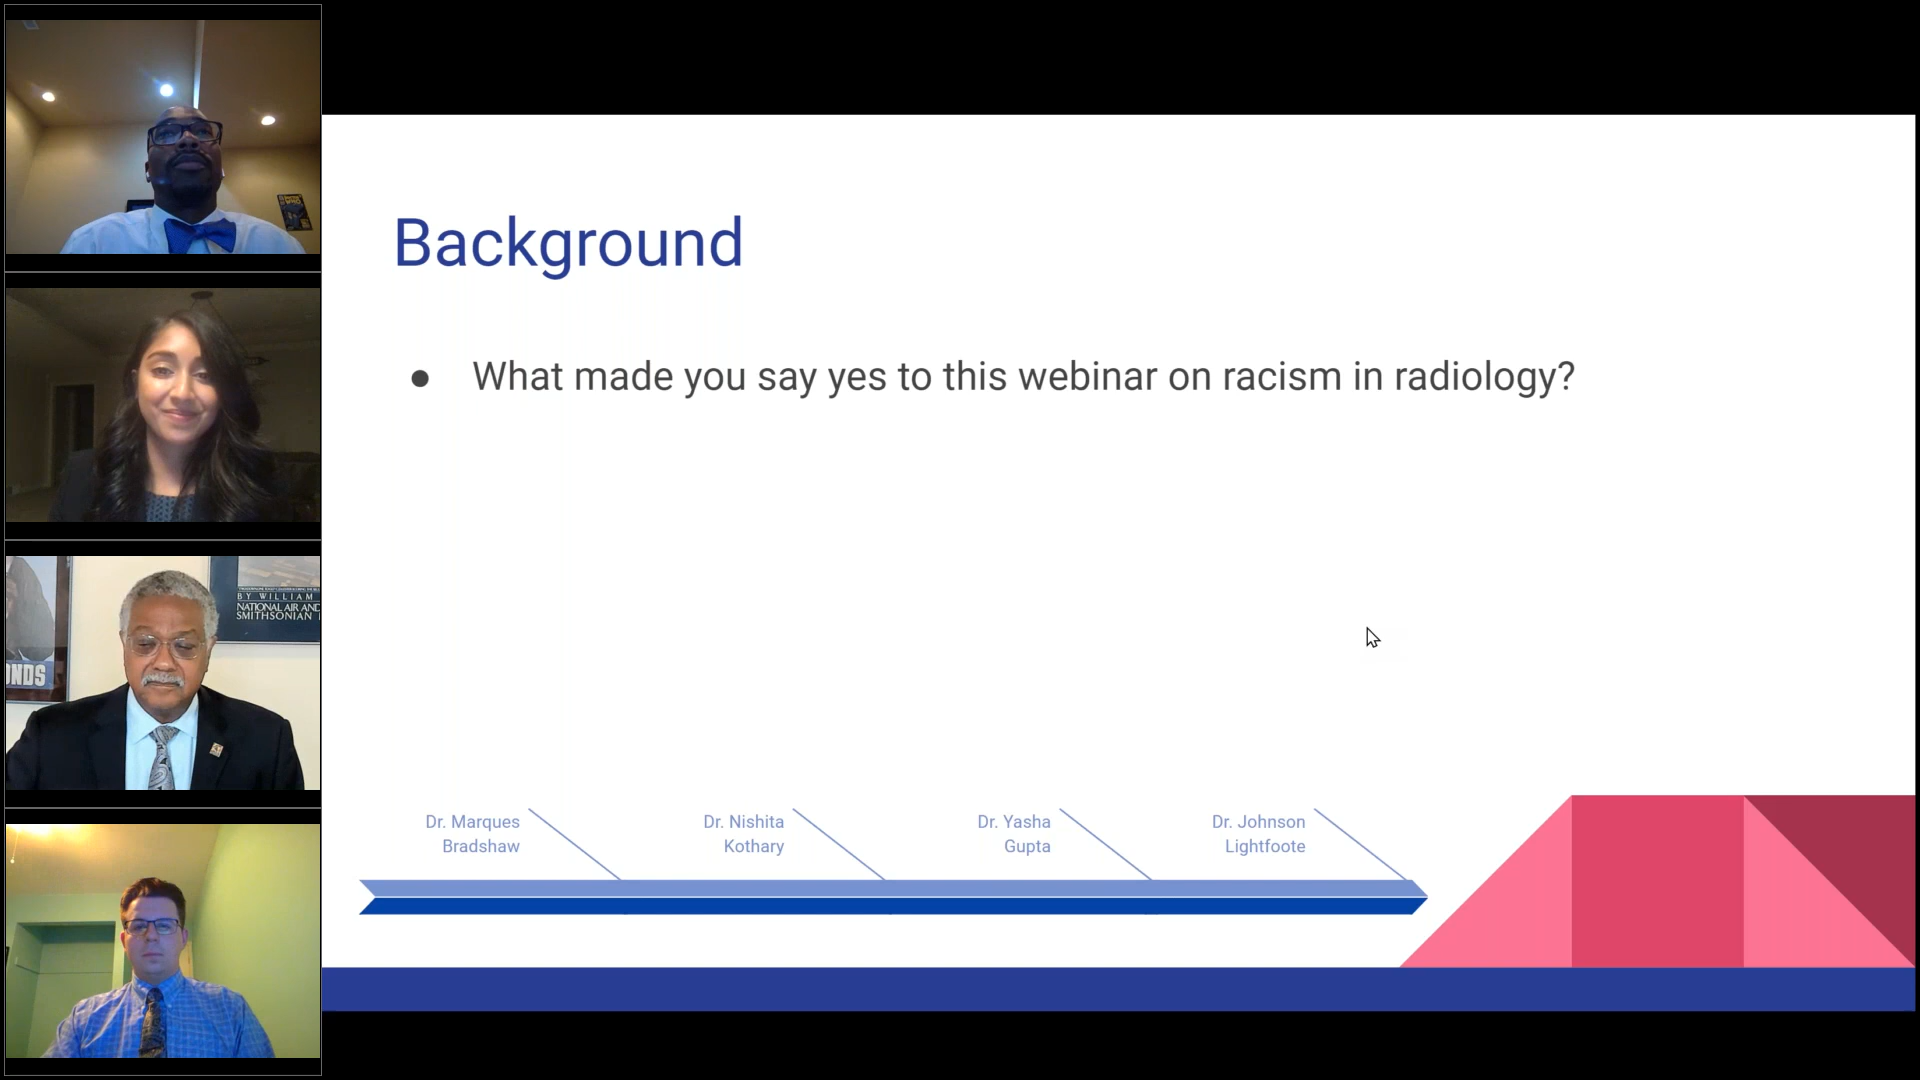 Background
● What made you say yes to this webinar on racism in radiology?
Dr. Marques
Bradshaw
Dr. Nishita
Kothary
Dr. Yasha
Gupta
Dr. Johnson
Lightfoote
BY WILLIAM
NATIONAL AIR AND
SMITHSONIAN
ONDS